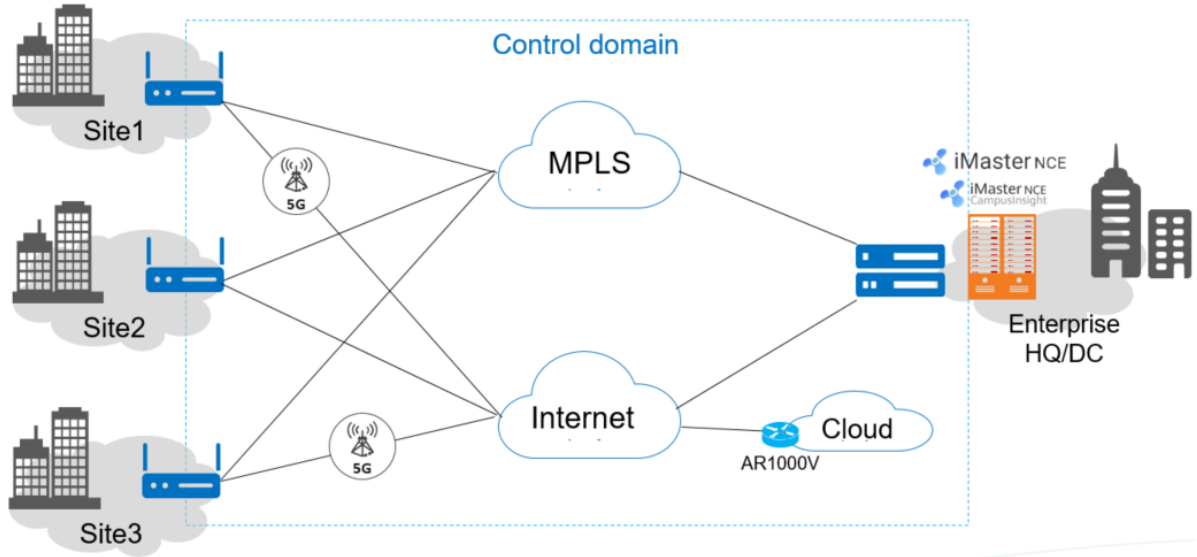 Control domain
Site1
5G
MPLS
iMaster NCE
iMaster NCE
CampusInsight
Site2
Enterprise
HQ/DC
Internet
Cloud
5G
AR1000V
Site3